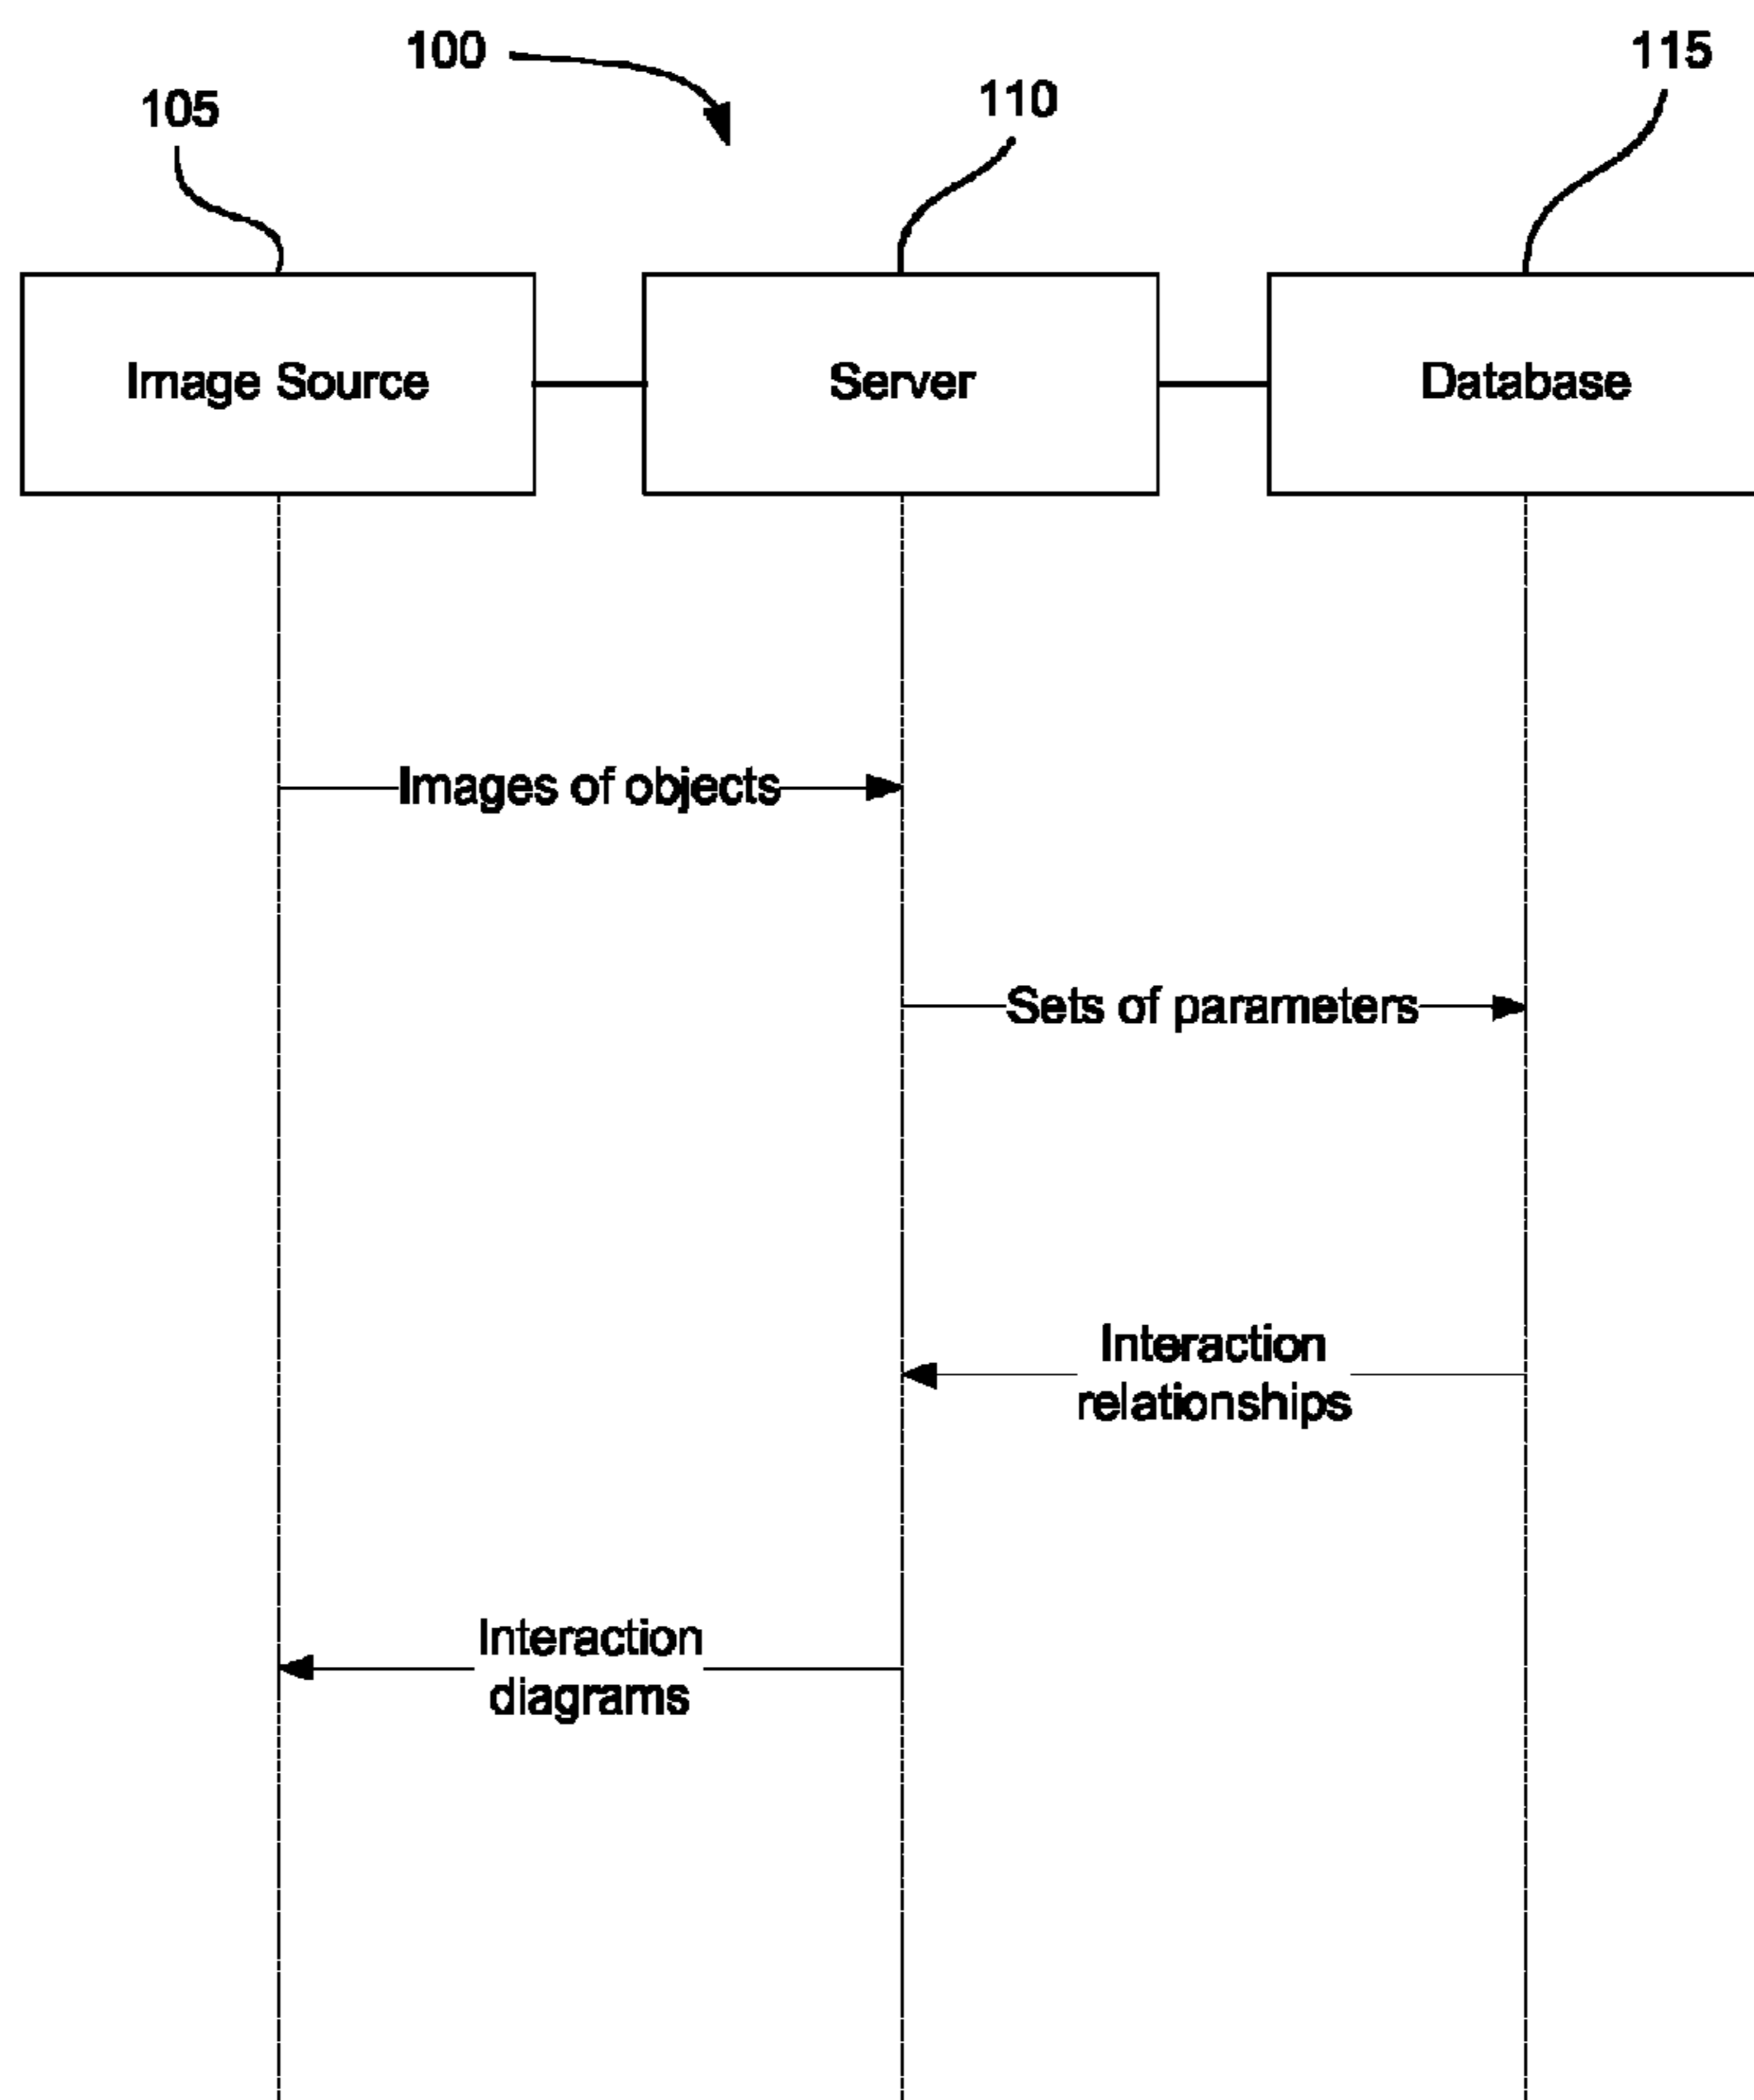 100
115
105
110
Image Source
Server
Database
Images of objects
Sets of parameters
Interaction
relationships
Interaction
diagrams